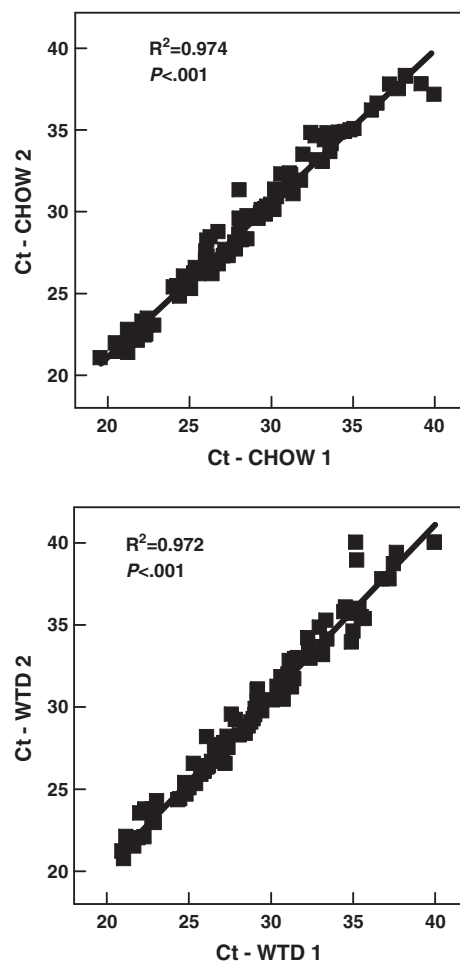 40
R²=0.974
P<.001
35
Ct - CHOW 2
30
25
20
20 25 30 35 40
Ct - CHOW 1
40
R²=0.972
P<.001
35
Ct - WTD 2
30
25
20
20 25 30 35 40
Ct - WTD 1